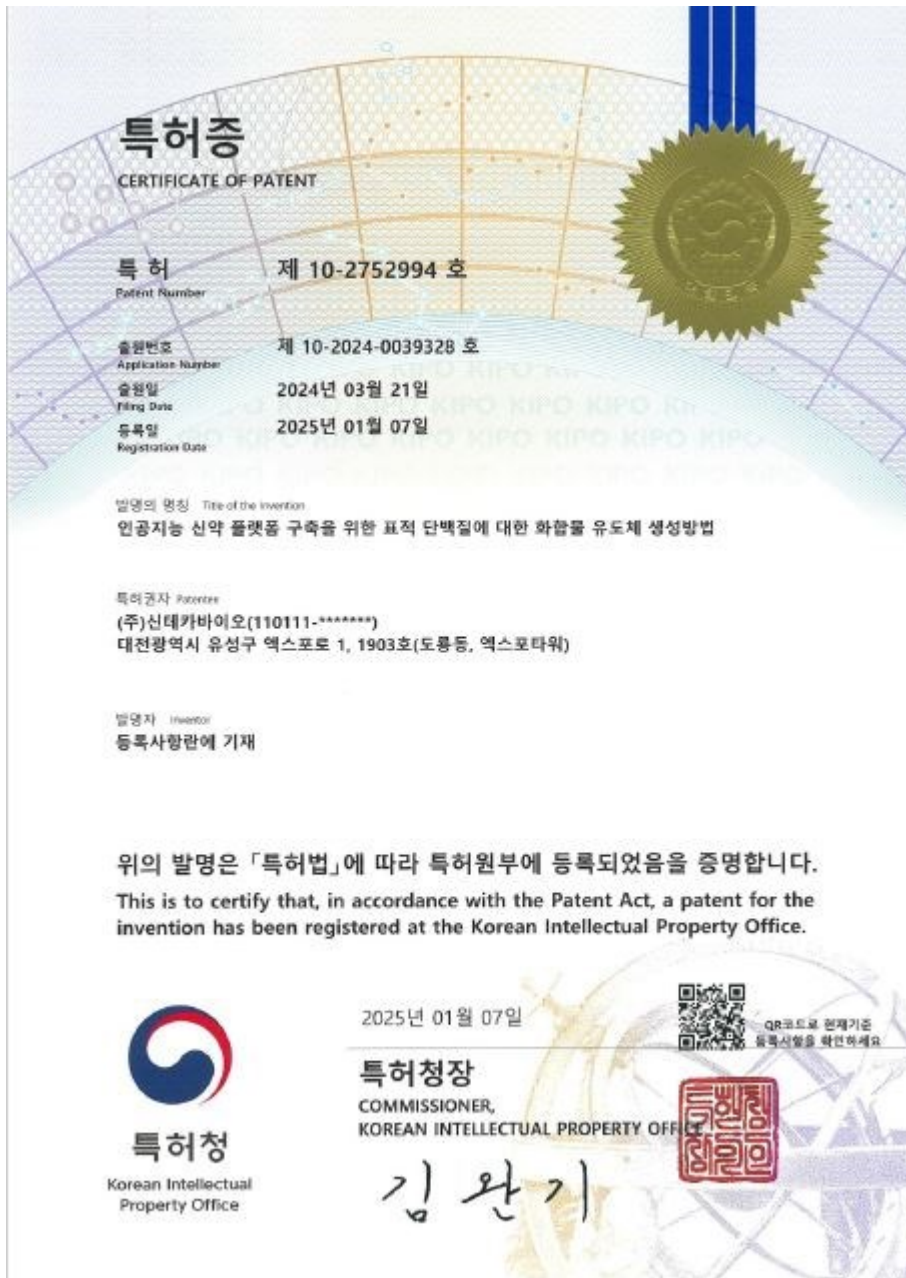 특허증
CERTIFICATE OF PATENT
특 허 제 10-2752994 호
Patent Number
출원번호 제 10-2024-0039328 호
Application Number
출원일 2024년 03월 21일
Filing Date
등록일 2025년 01월 07일
Registration Date
발명의 명칭 Title of the Invention
인공지능 신약 플랫폼 구축을 위한 표적 단백질에 대한 화합물 유도체 생성방법
특허권자 Patentee
(주)신테카바이오(110111-*******)
대전광역시 유성구 엑스포로 1, 1903호(도룡동, 엑스포타워)
발명자 Inventor
등록사항란에 기재
위의 발명은 「특허법」에 따라 특허원부에 등록되었음을 증명합니다.
This is to certify that, in accordance with the Patent Act, a patent for the
invention has been registered at the Korean Intellectual Property Office.
2025년 01월 07일
QR코드로 현재기준
등록사항을 확인하세요
특허청장
COMMISSIONER,
KOREAN INTELLECTUAL PROPERTY OFFICE
김완기
특허청
Korean Intellectual
Property Office